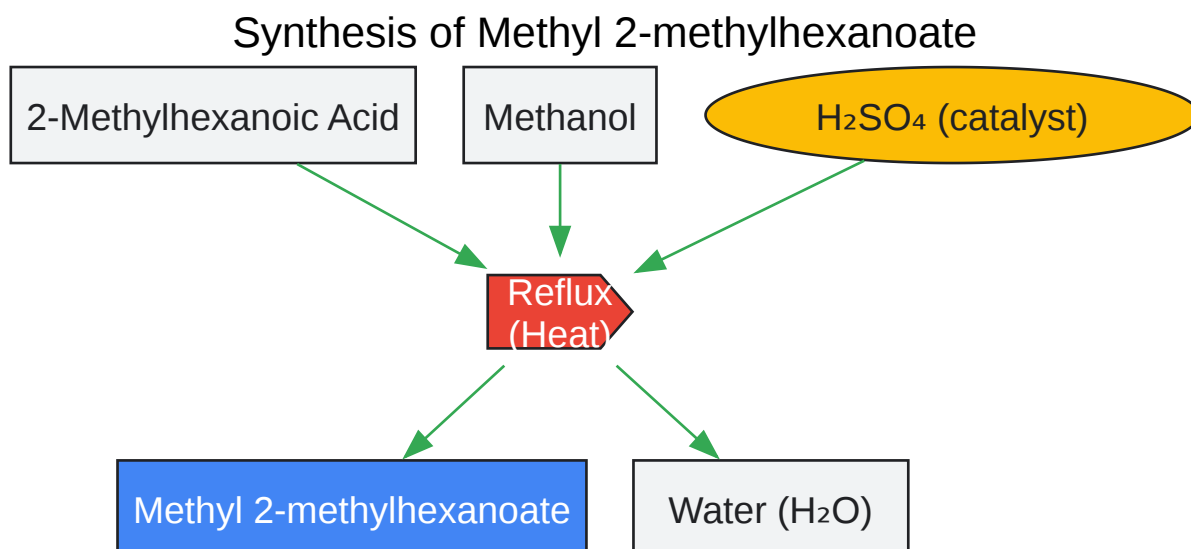 Synthesis of Methyl 2-methylhexanoate
2-Methylhexanoic Acid
Methanol
H₂SO₄ (catalyst)
Reflux
(Heat)
Methyl 2-methylhexanoate
Water (H₂O)